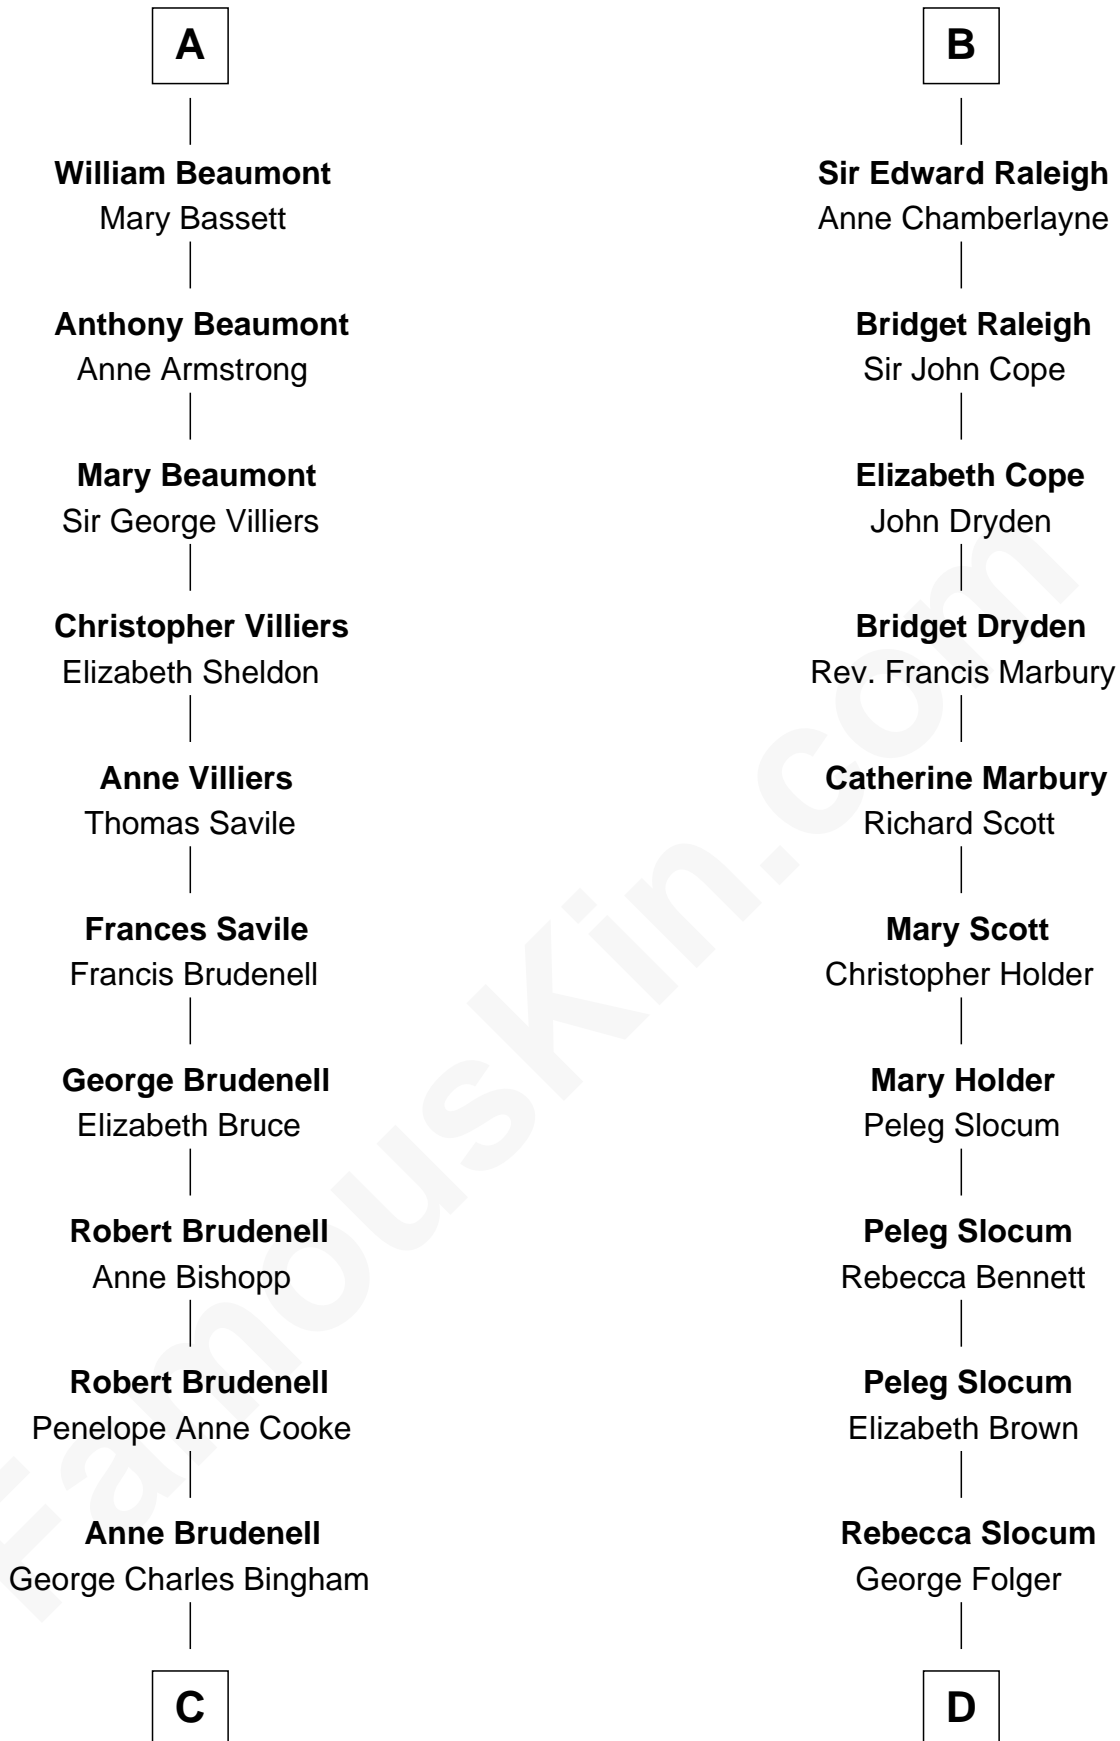 A
William Beaumont
Mary Bassett
Anthony Beaumont
Anne Armstrong
Mary Beaumont
Sir George Villiers
Christopher Villiers
Elizabeth Sheldon
Anne Villiers
Thomas Savile
Frances Savile
Francis Brudenell
George Brudenell
Elizabeth Bruce
Robert Brudenell
Anne Bishopp
Robert Brudenell
Penelope Anne Cooke
Anne Brudenell
George Charles Bingham
C
B
Sir Edward Raleigh
Anne Chamberlayne
Bridget Raleigh
Sir John Cope
Elizabeth Cope
John Dryden
Bridget Dryden
Rev. Francis Marbury
Catherine Marbury
Richard Scott
Mary Scott
Christopher Holder
Mary Holder
Peleg Slocum
Peleg Slocum
Rebecca Bennett
Peleg Slocum
Elizabeth Brown
Rebecca Slocum
George Folger
D
FamousKin.com